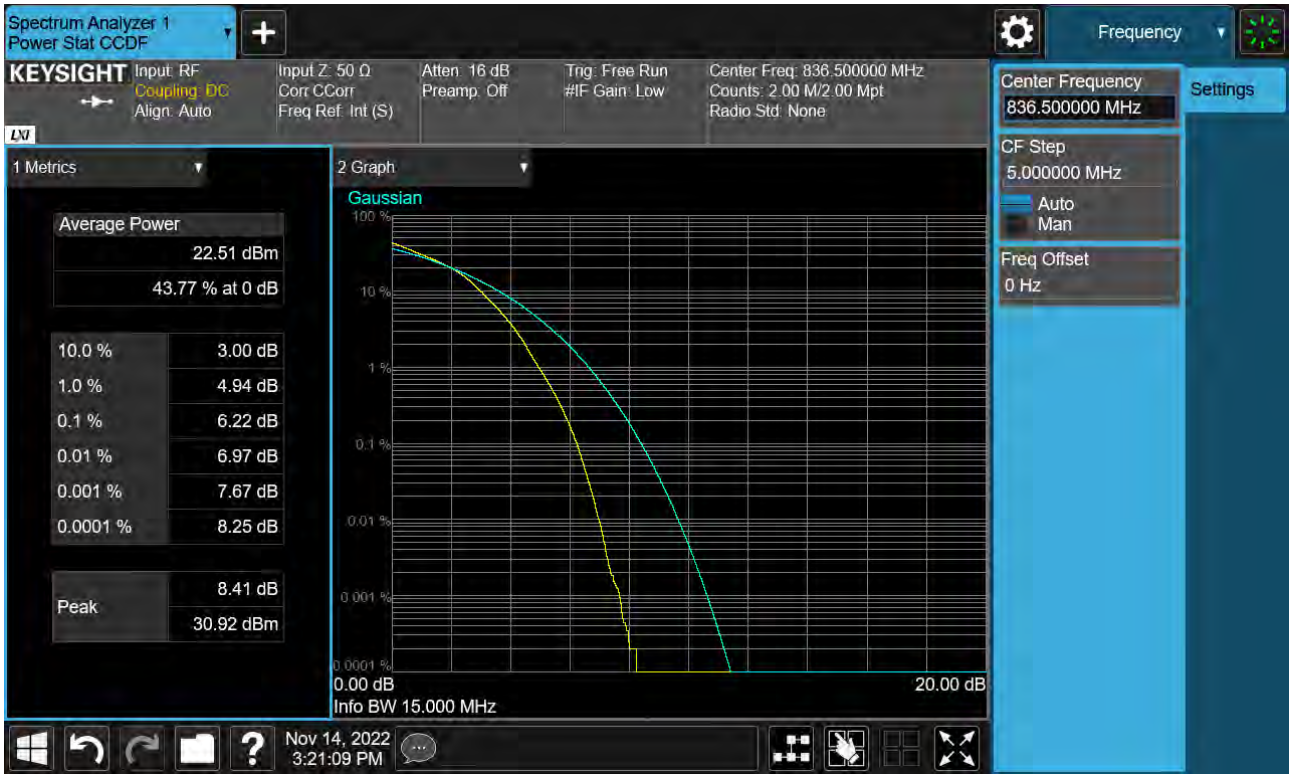 Spectrum Analyzer 1
Power Stat CCDF
+
Frequency
KEYSIGHT
Input: RF
Coupling: DC
Align: Auto
Input Z: 50 Ω
Corr CCorr
Freq Ref: Int (S)
Atten: 16 dB
Preamp: Off
Trig: Free Run
#IF Gain: Low
Center Freq: 836.500000 MHz
Counts: 2.00 M/2.00 Mpt
Radio Std: None
LXI
1 Metrics
Average Power
22.51 dBm
43.77 % at 0 dB
10.0 % 3.00 dB
1.0 % 4.94 dB
0.1 % 6.22 dB
0.01 % 6.97 dB
0.001 % 7.67 dB
0.0001 % 8.25 dB
Peak
8.41 dB
30.92 dBm
2 Graph
Gaussian
100 %
10 %
1 %
0.1 %
0.01 %
0.001 %
0.0001 %
0.00 dB 20.00 dB
Info BW 15.000 MHz
Center Frequency
836.500000 MHz
CF Step
5.000000 MHz
Auto
Man
Freq Offset
0 Hz
Settings
?
Nov 14, 2022
3:21:09 PM